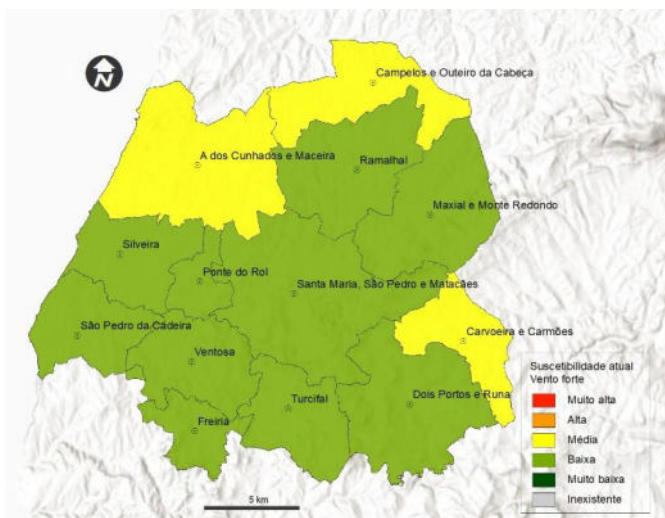 N
Campelos e Outeiro da Cabeça
A dos Cunhados e Maceira
Ramalhal
Maxial e Monte Redondo
Silveira
Ponte do Rol
Santa Maria, São Pedro e Matacães
São Pedro da Cadeira
Carvoeira e Carmões
Ventosa
Turcifal
Dois Portos e Runa
Freiria
5 km
Suscetibilidade atual
Vento forte
Muito alta
Alta
Média
Baixa
Muito baixa
Inexistente